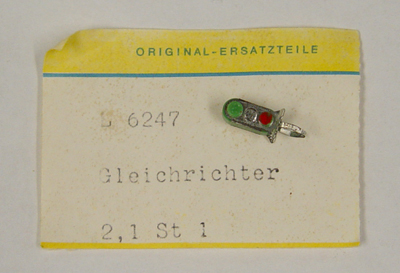 ORIGINAL-ERSATZTEILE
E 6247
Gleichrichter
2,1 St 1